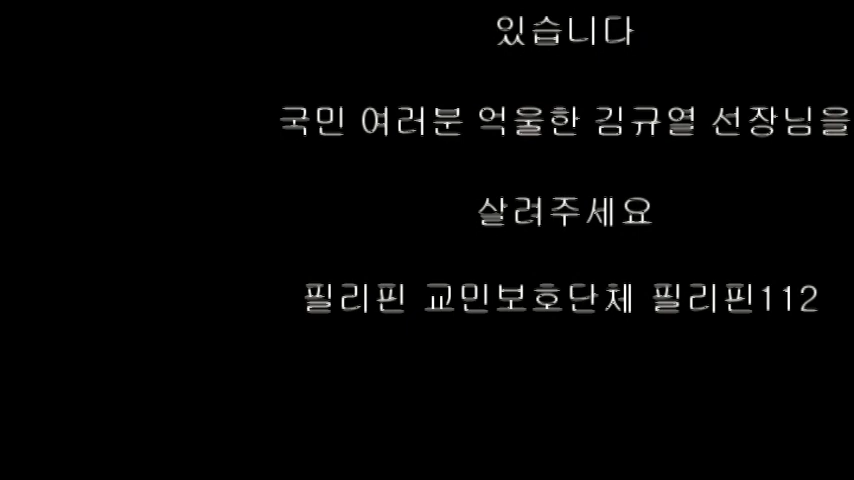 있습니다
국민 여러분 억울한 김규열 선장님을
살려주세요
필리핀 교민보호단체 필리핀112